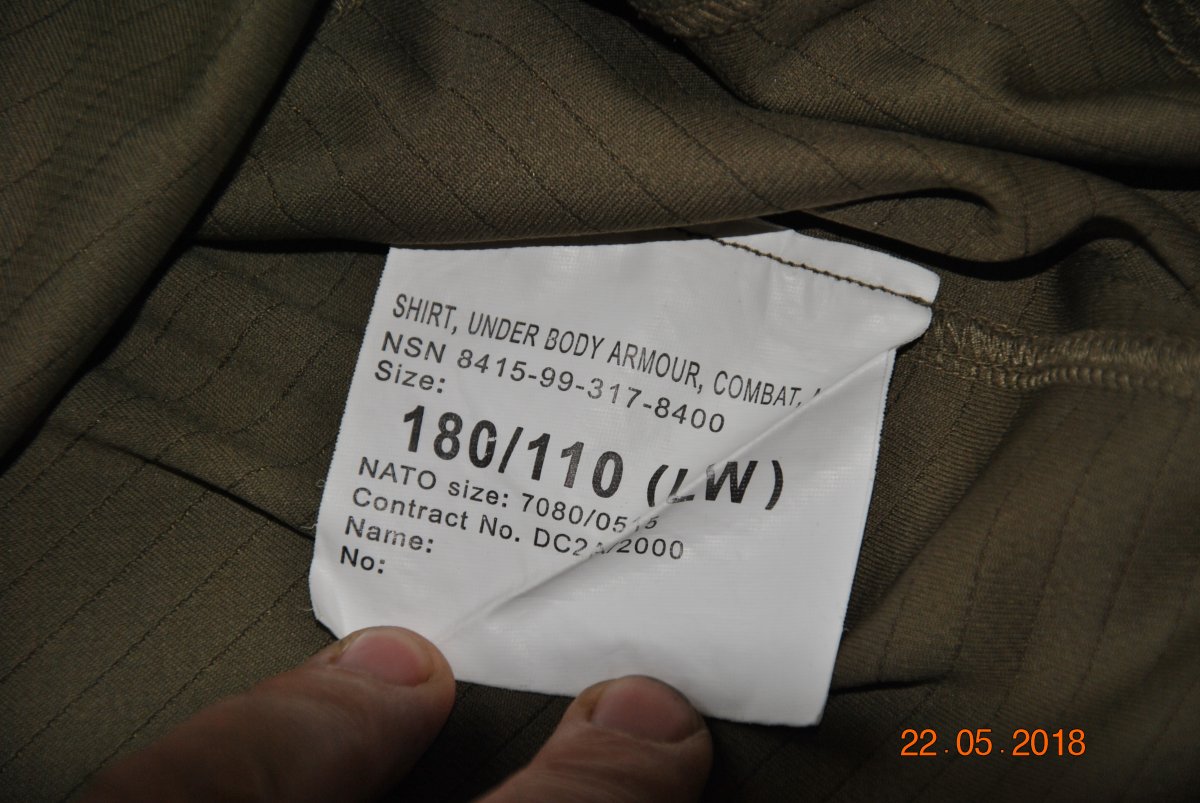 SHIRT, UNDER BODY ARMOUR, COMBAT,
NSN 8415-99-317-8400
Size:
180/110 (LW)
NATO size: 7080/0515
Contract No. DC2A/2000
Name:
No:
22.05.2018